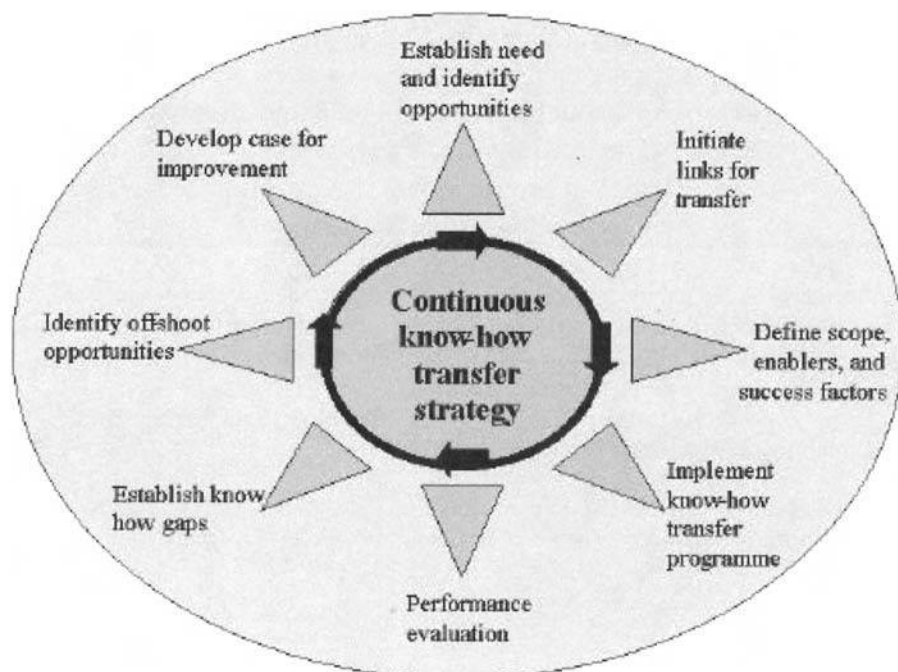 Establish need
and identify
opportunities
Initiate
links for
transfer
Define scope,
enablers, and
success factors
Implement
know-how
transfer
programme
Performance
evaluation
Establish know
how gaps
Identify offshoot
opportunities
Develop case for
improvement
Continuous
know-how
transfer
strategy